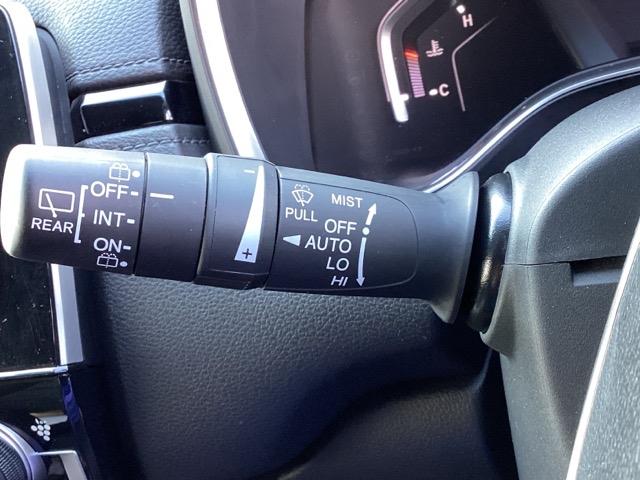 H
C
REAR
OFF
INT
ON
-
+
PULL
MIST
OFF
AUTO
LO
HI